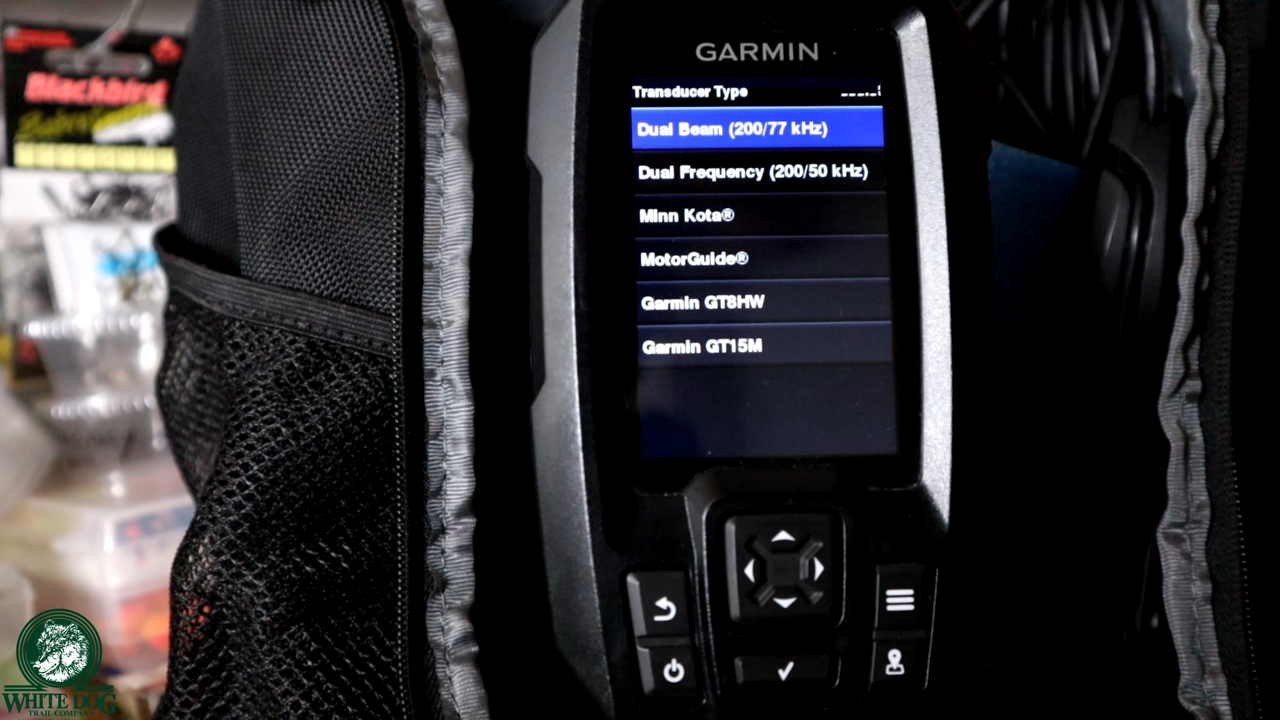 GARMIN
Transducer Type
Dual Beam (200/77 kHz)
Dual Frequency (200/50 kHz)
Minn Kota®
MotorGuide®
Garmin GT8HW
Garmin GT15M
Blackbird
WHITE DOG
TRAIL COMPANY